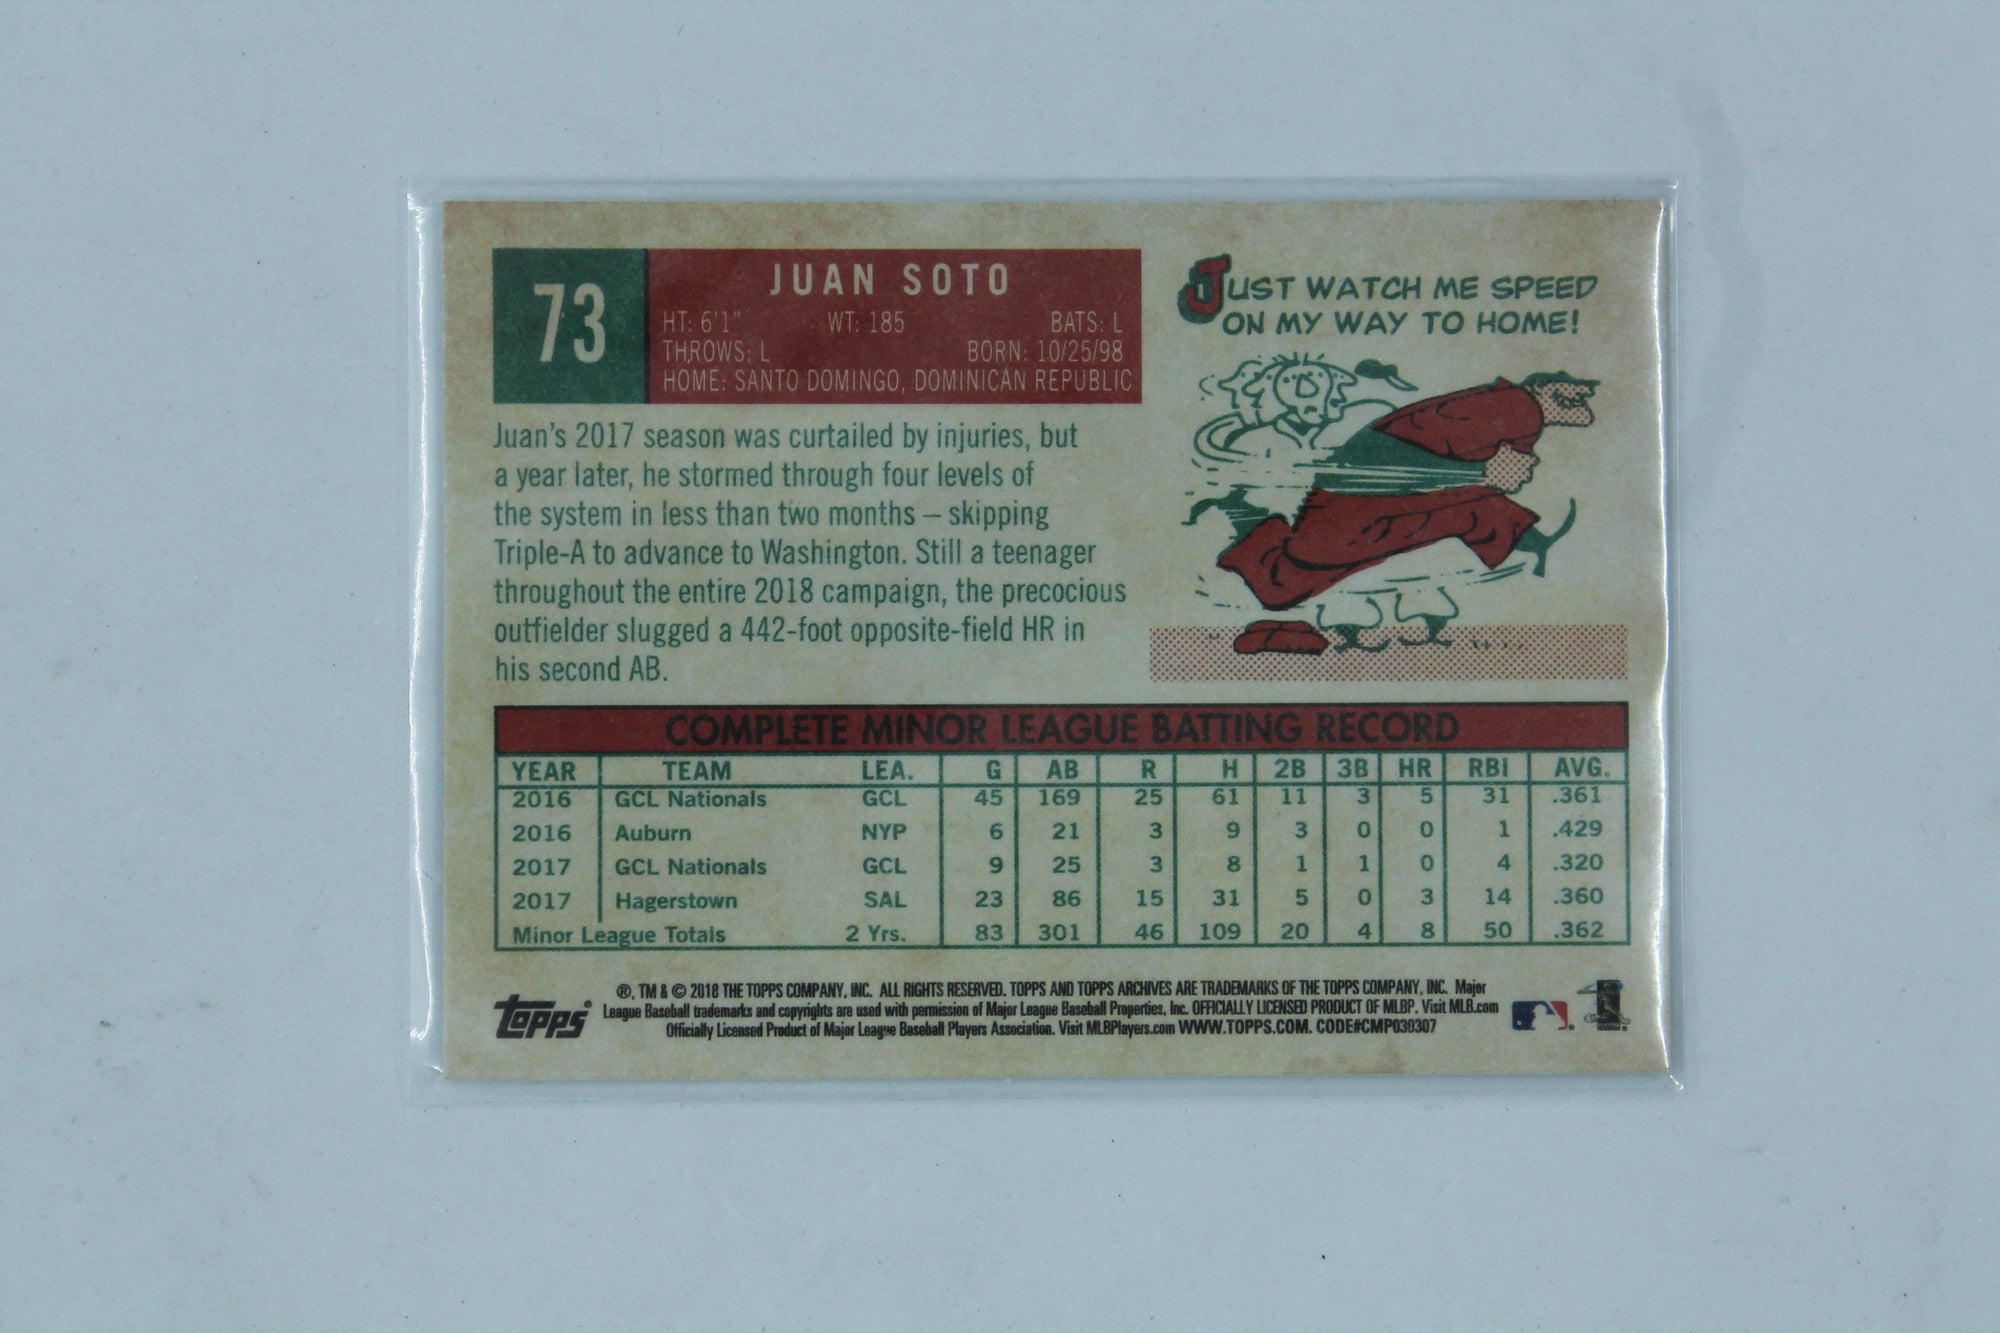 73
JUAN SOTO
HT: 6'1" WT: 185 BATS: L
THROWS: L BORN: 10/25/98
HOME: SANTO DOMINGO, DOMINICAN REPUBLIC
JUST WATCH ME SPEED
ON MY WAY TO HOME!
Juan's 2017 season was curtailed by injuries, but
a year later, he stormed through four levels of
the system in less than two months – skipping
Triple-A to advance to Washington. Still a teenager
throughout the entire 2018 campaign, the precocious
outfielder slugged a 442-foot opposite-field HR in
his second AB.
COMPLETE MINOR LEAGUE BATTING RECORD
YEAR TEAM LEA. G AB R H 2B 3B HR RBI AVG.
2016 GCL Nationals GCL 45 169 25 61 11 3 5 31 .361
2016 Auburn NYP 6 21 3 9 3 0 0 1 .429
2017 GCL Nationals GCL 9 25 3 8 1 1 0 4 .320
2017 Hagerstown SAL 23 86 15 31 5 0 3 14 .360
Minor League Totals 2 Yrs. 83 301 46 109 20 4 8 50 .362
topps®
®, TM & © 2018 THE TOPPS COMPANY, INC. ALL RIGHTS RESERVED. TOPPS AND TOPPS ARCHIVES ARE TRADEMARKS OF THE TOPPS COMPANY, INC. Major
League Baseball trademarks and copyrights are used with permission of Major League Baseball Properties, Inc. OFFICIALLY LICENSED PRODUCT OF MLBP. Visit MLB.com
Officially Licensed Product of Major League Baseball Players Association. Visit MLBPlayers.com WWW.TOPPS.COM. CODE#CMP030307